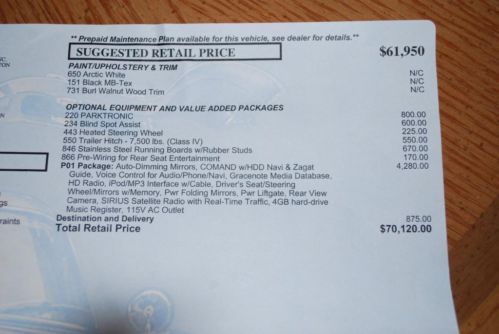 ** Prepaid Maintenance Plan available for this vehicle, see dealer for details.**
SUGGESTED RETAIL PRICE $61,950
PAINT/UPHOLSTERY & TRIM
650 Arctic White N/C
151 Black MB-Tex N/C
731 Burl Walnut Wood Trim N/C
OPTIONAL EQUIPMENT AND VALUE ADDED PACKAGES
220 PARKTRONIC 800.00
234 Blind Spot Assist 600.00
443 Heated Steering Wheel 225.00
550 Trailer Hitch - 7,500 lbs. (Class IV) 550.00
846 Stainless Steel Running Boards w/Rubber Studs 670.00
866 Pre-Wiring for Rear Seat Entertainment 170.00
P01 Package: Auto-Dimming Mirrors, COMAND w/HDD Navi & Zagat 4,280.00
Guide, Voice Control for Audio/Phone/Navi, Gracenote Media Database,
HD Radio, iPod/MP3 Interface w/Cable, Driver's Seat/Steering
Wheel/Mirrors w/Memory, Pwr Folding Mirrors, Pwr Liftgate, Rear View
Camera, SIRIUS Satellite Radio with Real-Time Traffic, 4GB hard-drive
Music Register, 115V AC Outlet
Destination and Delivery 875.00
Total Retail Price $70,120.00